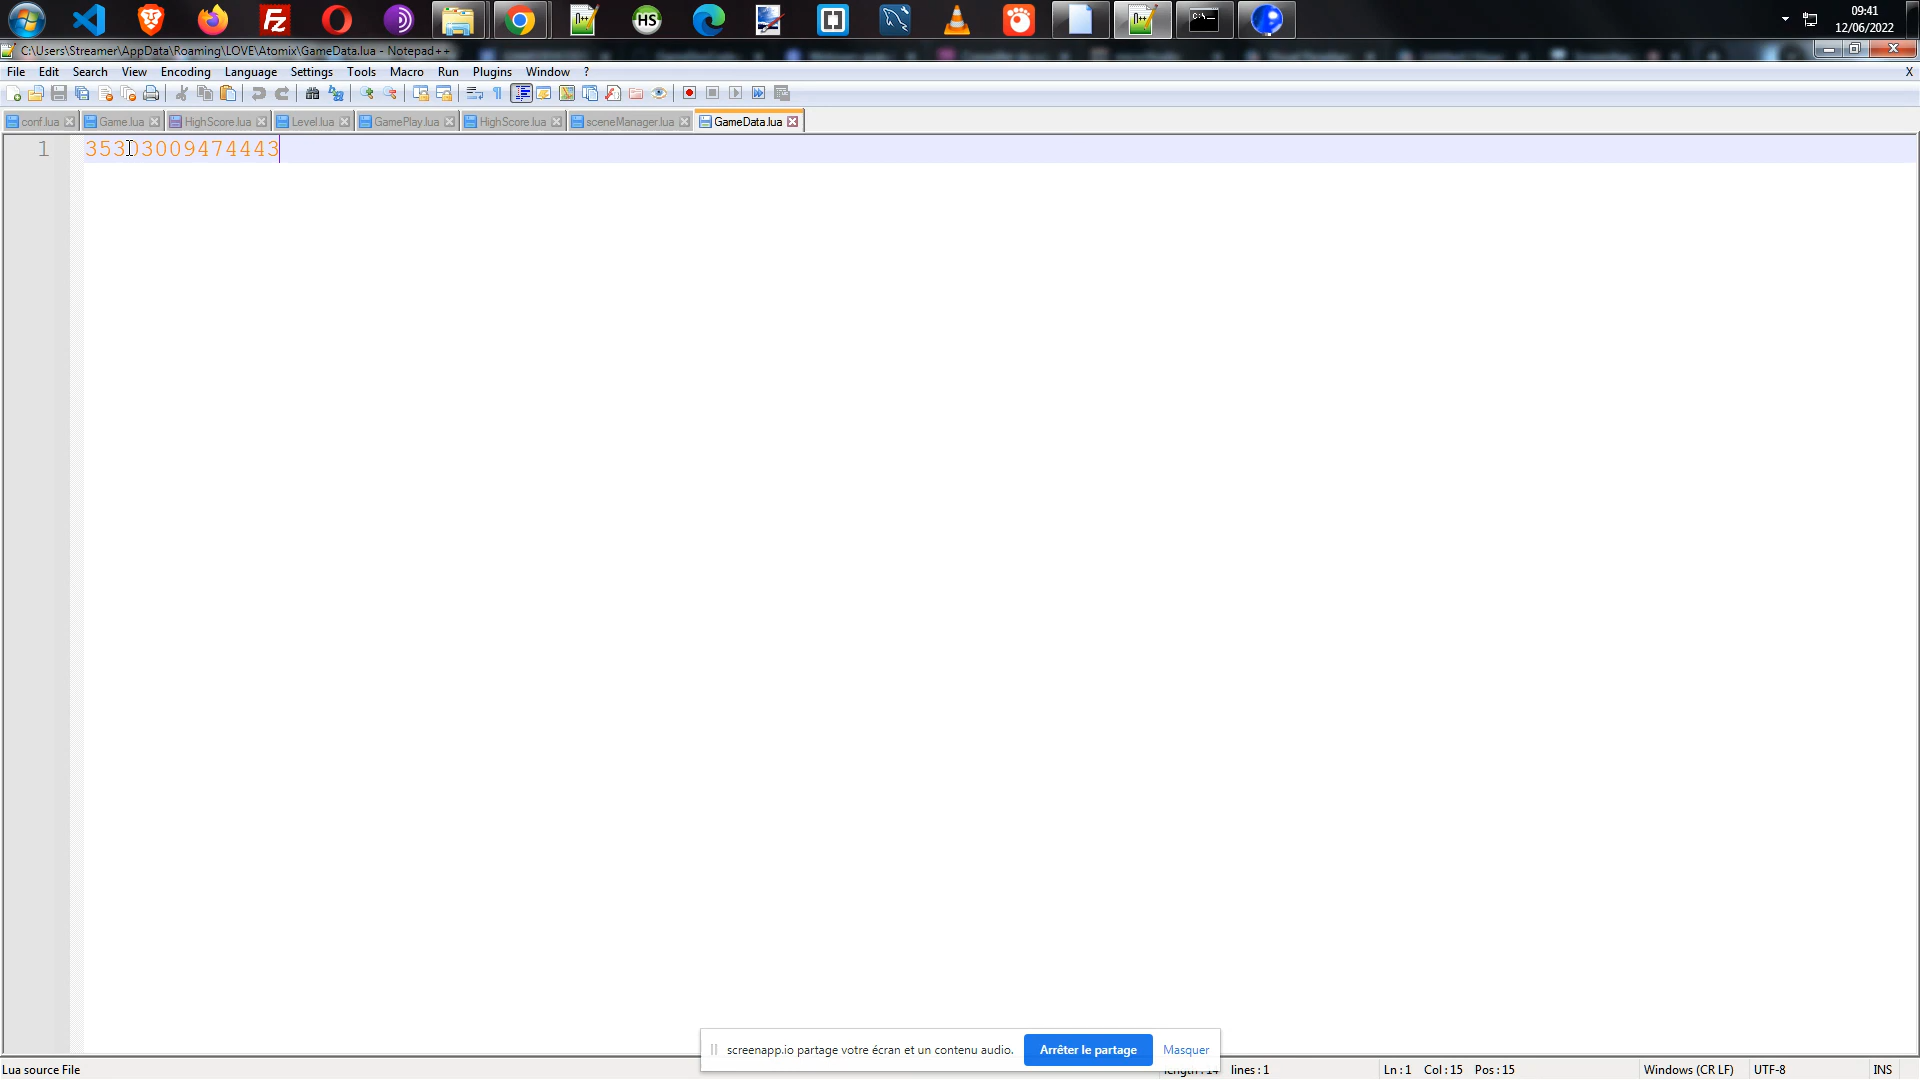 09:41
12/06/2022
HS
C:\Users\Streamer\AppData\Roaming\LOVE\Atomix\GameData.lua - Notepad++
File Edit Search View Encoding Language Settings Tools Macro Run Plugins Window ? X
conf.lua Game.lua HighScore.lua Level.lua GamePlay.lua HighScore.lua sceneManager.lua GameData.lua
1 35303009474443
screenapp.io partage votre écran et un contenu audio. Arrêter le partage Masquer
Lua source File length : 14 lines : 1 Ln : 1 Col : 15 Pos : 15 Windows (CR LF) UTF-8 INS